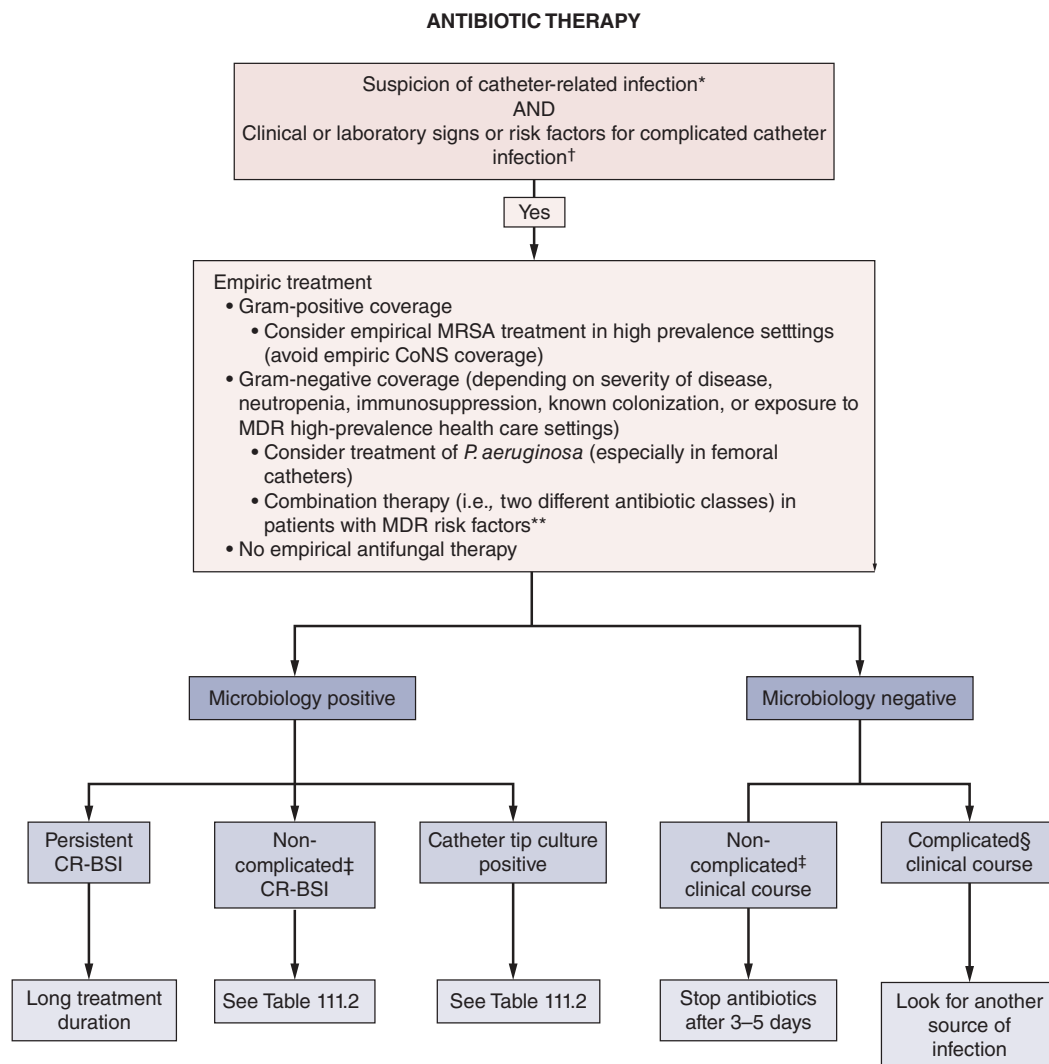 ANTIBIOTIC THERAPY
Suspicion of catheter-related infection*
AND
Clinical or laboratory signs or risk factors for complicated catheter
infection†
Yes
Empiric treatment
• Gram-positive coverage
• Consider empirical MRSA treatment in high prevalence setttings
(avoid empiric CoNS coverage)
• Gram-negative coverage (depending on severity of disease,
neutropenia, immunosuppression, known colonization, or exposure to
MDR high-prevalence health care settings)
• Consider treatment of P. aeruginosa (especially in femoral
catheters)
• Combination therapy (i.e., two different antibiotic classes) in
patients with MDR risk factors**
• No empirical antifungal therapy
Microbiology positive
Microbiology negative
Persistent
CR-BSI
Non-
complicated‡
CR-BSI
Catheter tip culture
positive
Non-
complicated‡
clinical course
Complicated§
clinical course
Long treatment
duration
See Table 111.2
See Table 111.2
Stop antibiotics
after 3–5 days
Look for another
source of
infection